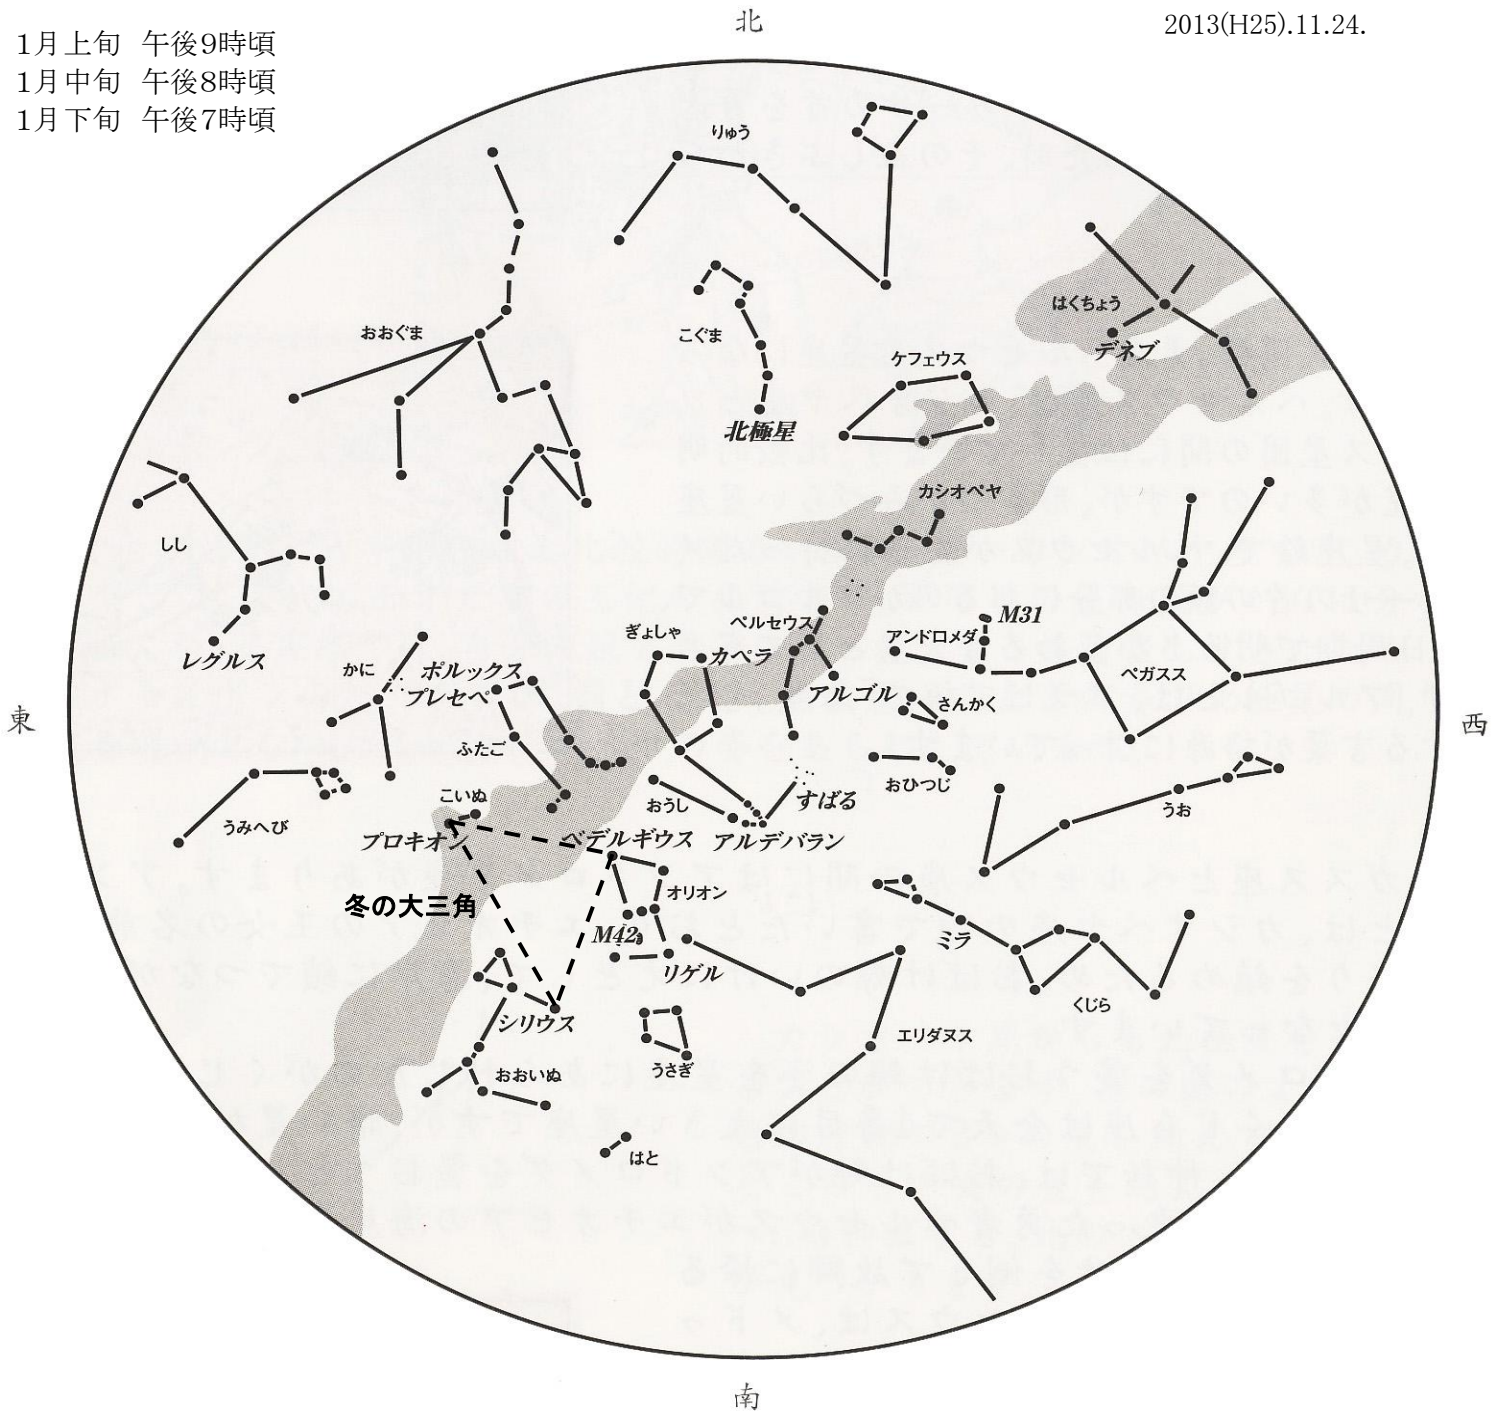 北
2013(H25).11.24.
1月上旬 午後9時頃
1月中旬 午後8時頃
1月下旬 午後7時頃
りゅう
はくちょう
デネブ
おおぐま
こぐま
ケフェウス
北極星
カシオペヤ
しし
M31
ペルセウス
ぎょしゃ
アンドロメダ
カペラ
レグルス
かに
ポルックス
プレセペ
ペガスス
アルゴル
さんかく
東
西
ふたご
おひつじ
すばる
こいぬ
おうし
うお
うみへび
プロキオン
ベデルギウス
アルデバラン
オリオン
冬の大三角
M42
ミラ
リゲル
くじら
シリウス
エリダヌス
うさぎ
おおいぬ
はと
南